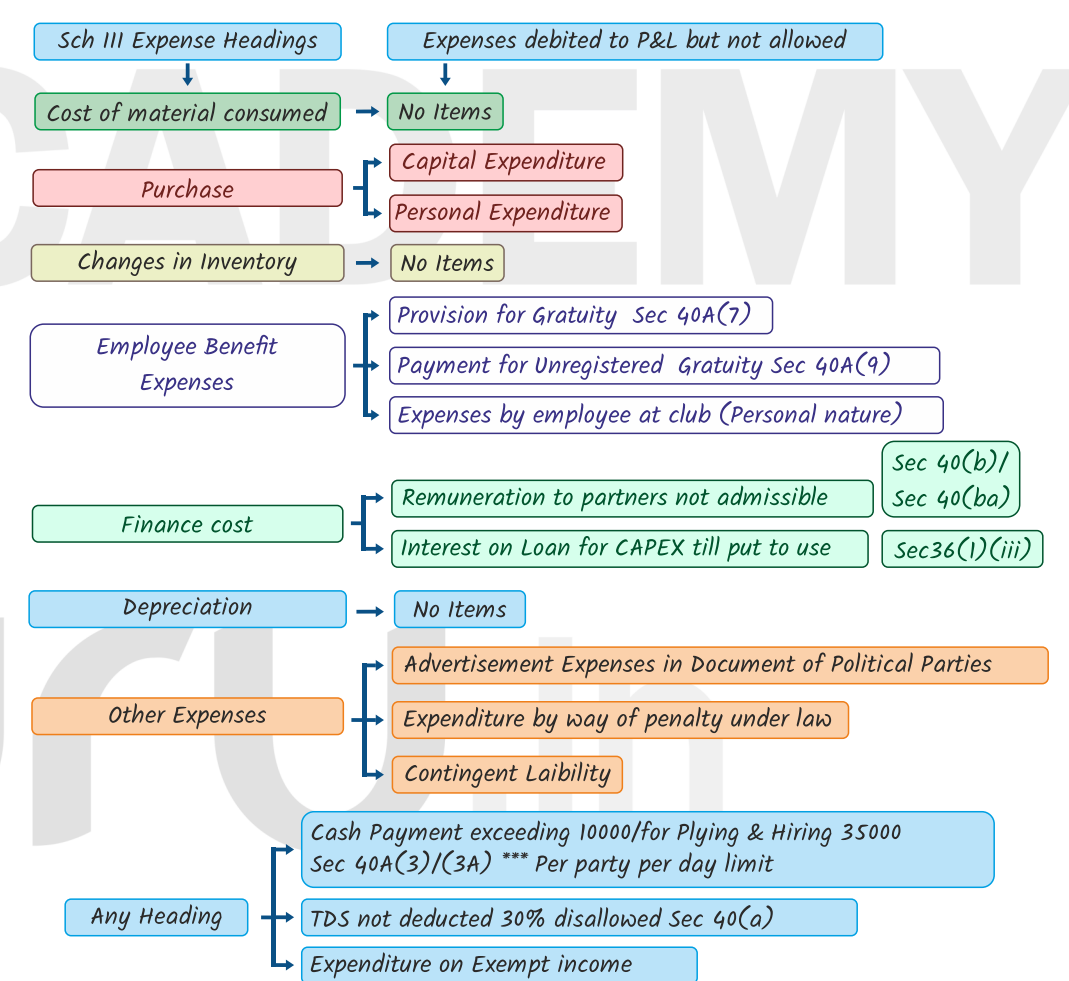 Sch III Expense Headings
Expenses debited to P&L but not allowed
Cost of material consumed
No Items
Purchase
Capital Expenditure
Personal Expenditure
Changes in Inventory
No Items
Employee Benefit
Expenses
Provision for Gratuity Sec 40A(7)
Payment for Unregistered Gratuity Sec 40A(9)
Expenses by employee at club (Personal nature)
Finance cost
Remuneration to partners not admissible
Sec 40(b)/
Sec 40(ba)
Interest on Loan for CAPEX till put to use
Sec36(1)(iii)
Depreciation
No Items
Other Expenses
Advertisement Expenses in Document of Political Parties
Expenditure by way of penalty under law
Contingent Laibility
Any Heading
Cash Payment exceeding 10000/for Plying & Hiring 35000
Sec 40A(3)/(3A) *** Per party per day limit
TDS not deducted 30% disallowed Sec 40(a)
Expenditure on Exempt income
CADEMY
uru.in